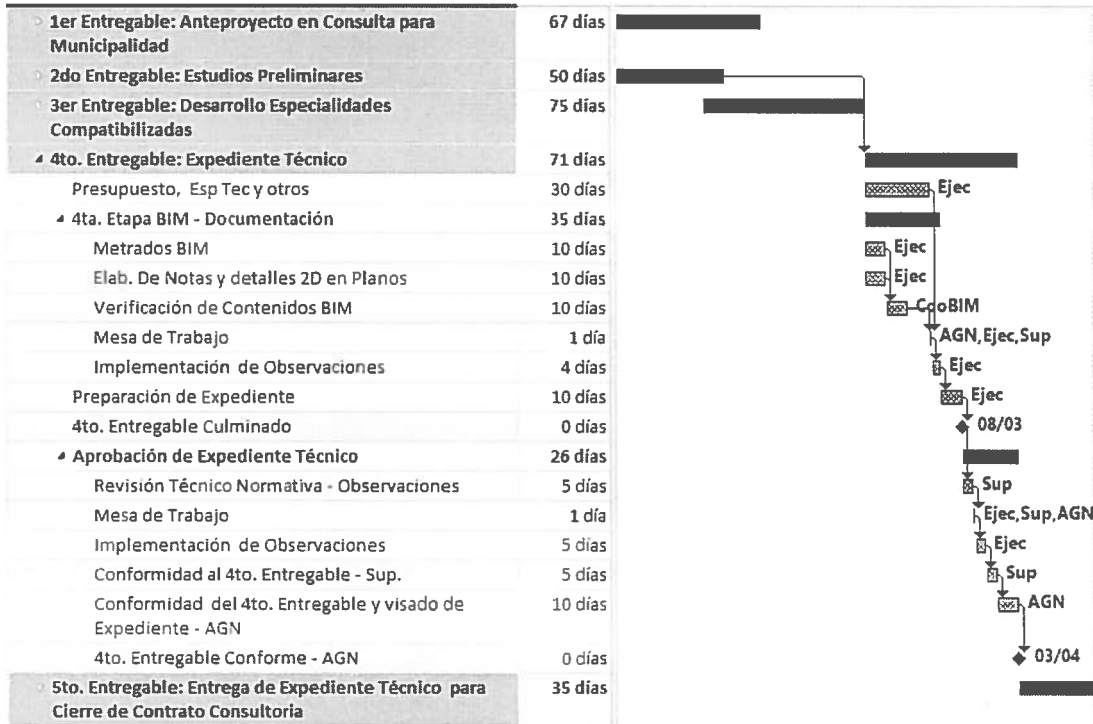 1er Entregable: Anteproyecto en Consulta para 67 días
Municipalidad
2do Entregable: Estudios Preliminares 50 días
3er Entregable: Desarrollo Especialidades 75 días
Compatibilizadas
4to. Entregable: Expediente Técnico 71 días
Presupuesto, Esp Tec y otros 30 días Ejec
4ta. Etapa BIM - Documentación 35 días
Metrados BIM 10 días Ejec
Elab. De Notas y detalles 2D en Planos 10 días Ejec
Verificación de Contenidos BIM 10 días CooBIM
Mesa de Trabajo 1 día AGN,Ejec,Sup
Implementación de Observaciones 4 días Ejec
Preparación de Expediente 10 días Ejec
4to. Entregable Culminado 0 días 08/03
Aprobación de Expediente Técnico 26 días
Revisión Técnico Normativa - Observaciones 5 días Sup
Mesa de Trabajo 1 día Ejec,Sup,AGN
Implementación de Observaciones 5 días Ejec
Conformidad al 4to. Entregable - Sup. 5 días Sup
Conformidad del 4to. Entregable y visado de 10 días AGN
Expediente - AGN
4to. Entregable Conforme - AGN 0 días 03/04
5to. Entregable: Entrega de Expediente Técnico para 35 días
Cierre de Contrato Consultoria